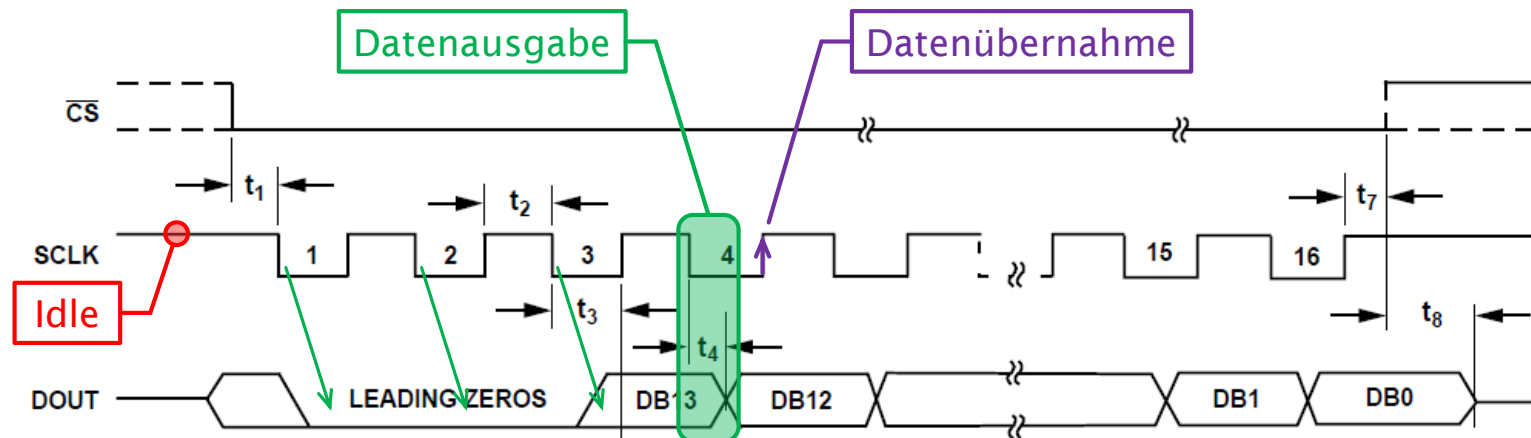 Datenausgabe
Datenübernahme
CS
t1
t2
t7
SCLK
1
2
3
4
15
16
Idle
t3
t4
t8
DOUT
LEADING ZEROS
DB13
DB12
DB1
DB0